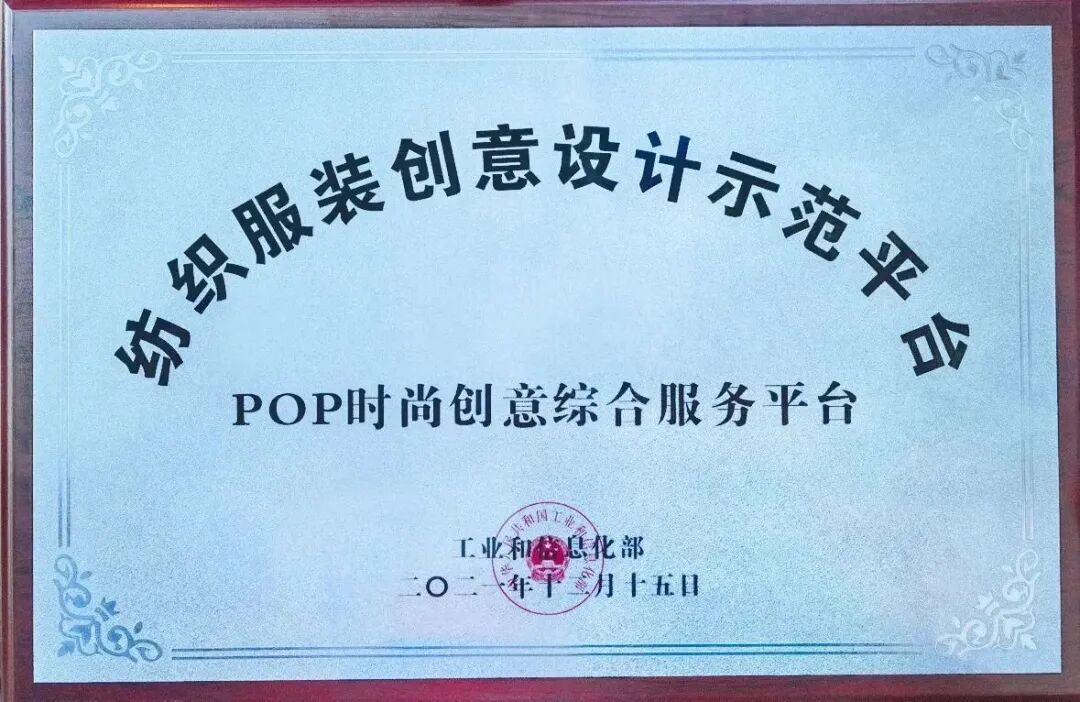 纺织服装创意设计示范平台
POP时尚创意综合服务平台
工业和信息化部
二〇二一年十二月十五日